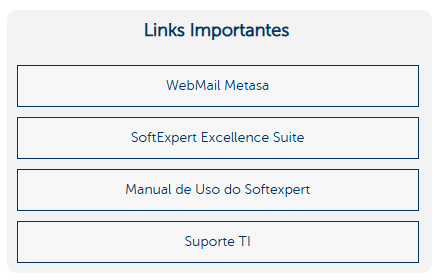 Links Importantes
WebMail Metasa
SoftExpert Excellence Suite
Manual de Uso do Softexpert
Suporte TI